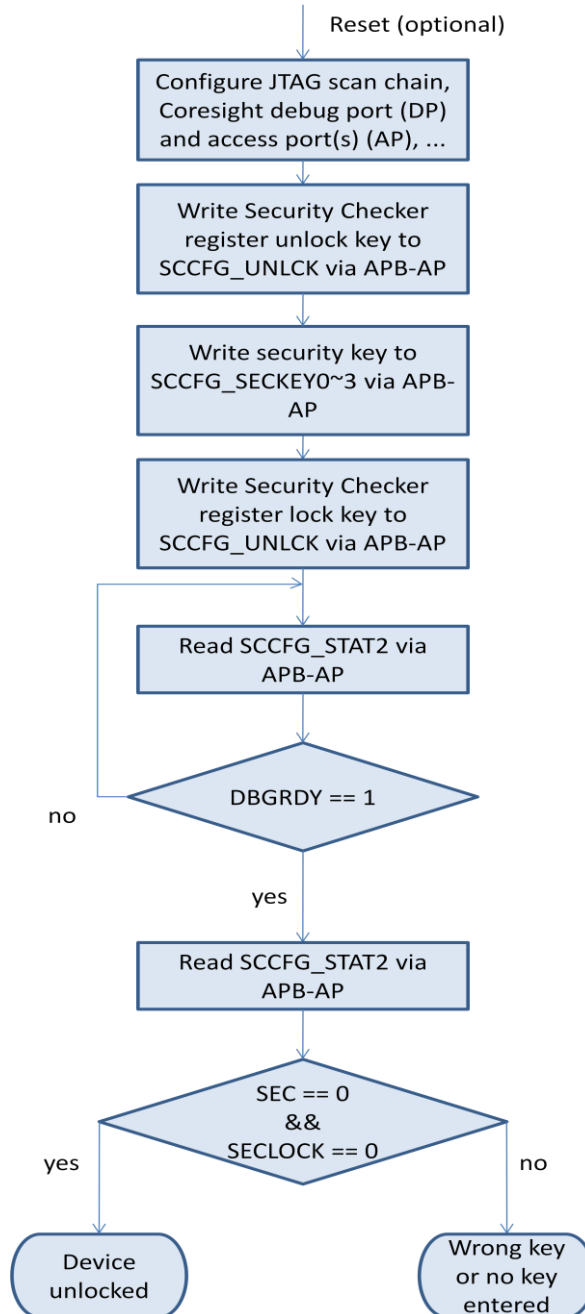 Reset (optional)
Configure JTAG scan chain,
Coresight debug port (DP)
and access port(s) (AP), ...
Write Security Checker
register unlock key to
SCCFG_UNLCK via APB-AP
Write security key to
SCCFG_SECKEY0~3 via APB-
AP
Write Security Checker
register lock key to
SCCFG_UNLCK via APB-AP
Read SCCFG_STAT2 via
APB-AP
DBGRDY == 1
no
yes
Read SCCFG_STAT2 via
APB-AP
SEC == 0
&&
SECLOCK == 0
yes
no
Device
unlocked
Wrong key
or no key
entered